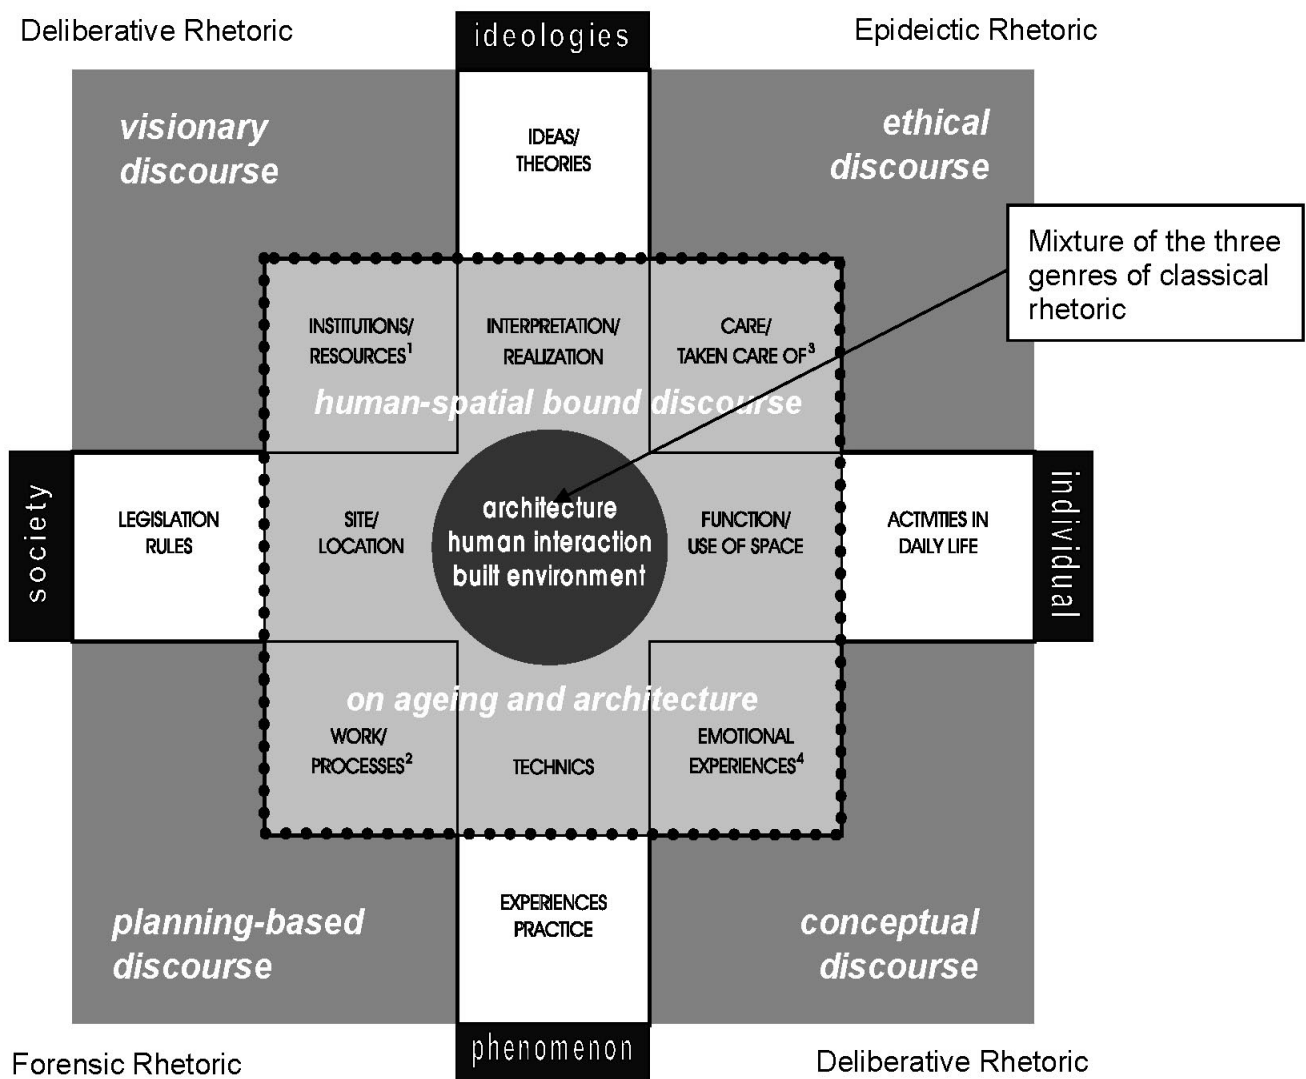 Deliberative Rhetoric
ideologies
Epideictic Rhetoric
visionary
discourse
IDEAS/
THEORIES
ethical
discourse
Mixture of the three
genres of classical
rhetoric
INSTITUTIONS/
RESOURCES¹
INTERPRETATION/
REALIZATION
CARE/
TAKEN CARE OF³
human-spatial bound discourse
society
LEGISLATION
RULES
SITE/
LOCATION
architecture
human interaction
built environment
FUNCTION/
USE OF SPACE
ACTIVITIES IN
DAILY LIFE
individual
on ageing and architecture
WORK/
PROCESSES²
TECHNICS
EMOTIONAL
EXPERIENCES⁴
planning-based
discourse
EXPERIENCES
PRACTICE
conceptual
discourse
Forensic Rhetoric
phenomenon
Deliberative Rhetoric